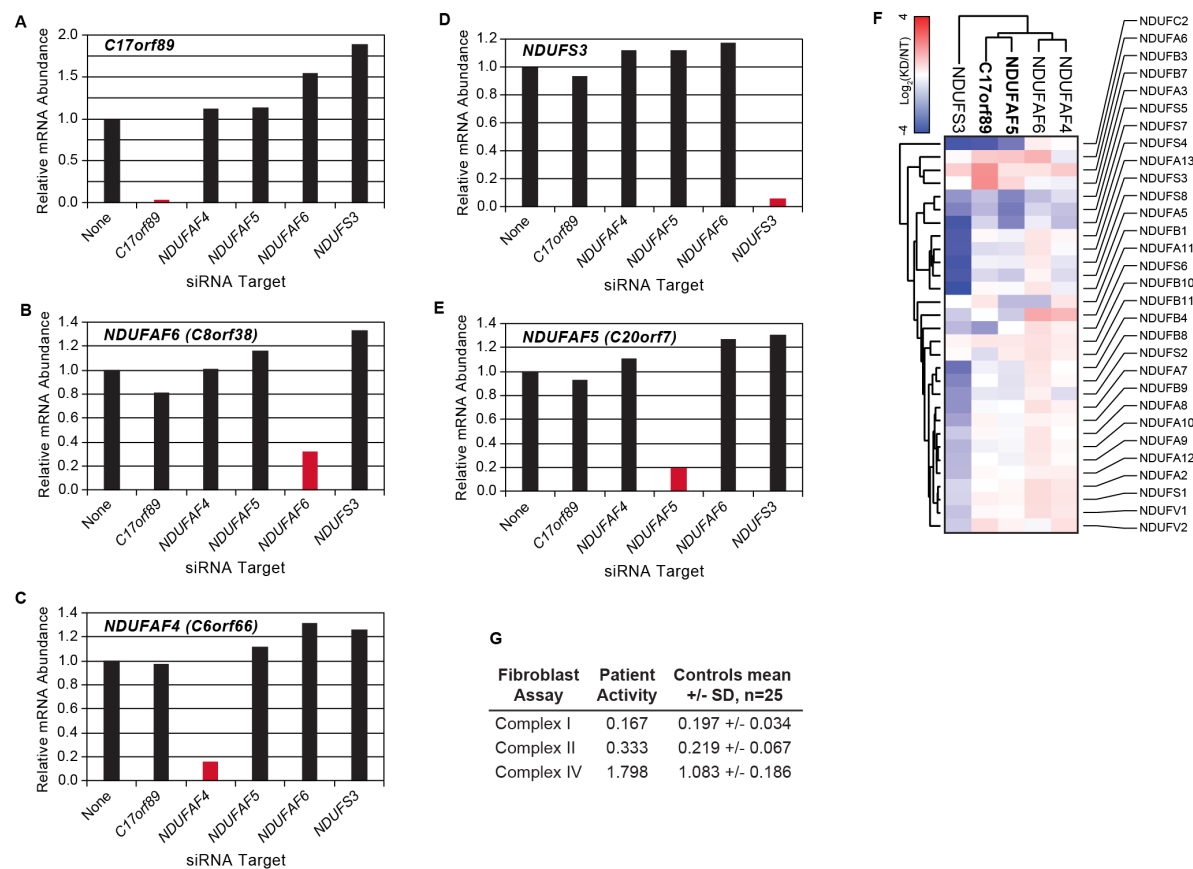 A
C17orf89
Relative mRNA Abundance
2.0
1.5
1.0
0.5
0.0
None
C17orf89
NDUFAF4
NDUFAF5
NDUFAF6
NDUFS3
siRNA Target
B
NDUFAF6 (C8orf38)
Relative mRNA Abundance
1.4
1.2
1.0
0.8
0.6
0.4
0.2
0.0
None
C17orf89
NDUFAF4
NDUFAF5
NDUFAF6
NDUFS3
siRNA Target
C
NDUFAF4 (C6orf66)
Relative mRNA Abundance
1.4
1.2
1.0
0.8
0.6
0.4
0.2
0.0
None
C17orf89
NDUFAF4
NDUFAF5
NDUFAF6
NDUFS3
siRNA Target
D
NDUFS3
Relative mRNA Abundance
1.2
1.0
0.8
0.6
0.4
0.2
0.0
None
C17orf89
NDUFAF4
NDUFAF5
NDUFAF6
NDUFS3
siRNA Target
E
NDUFAF5 (C20orf7)
Relative mRNA Abundance
1.4
1.2
1.0
0.8
0.6
0.4
0.2
0.0
None
C17orf89
NDUFAF4
NDUFAF5
NDUFAF6
NDUFS3
siRNA Target
F
4
Log2(KD/NT)
-4
NDUFS3
C17orf89
NDUFAF5
NDUFAF6
NDUFAF4
NDUFC2
NDUFA6
NDUFB3
NDUFB7
NDUFA3
NDUFS5
NDUFS7
NDUFS4
NDUFA13
NDUFS3
NDUFS8
NDUFA5
NDUFB1
NDUFA11
NDUFS6
NDUFB10
NDUFB11
NDUFB4
NDUFB8
NDUFS2
NDUFA7
NDUFB9
NDUFA8
NDUFA10
NDUFA9
NDUFA12
NDUFA2
NDUFS1
NDUFV1
NDUFV2
G
Fibroblast Patient Controls mean
Assay Activity +/- SD, n=25
Complex I 0.167 0.197 +/- 0.034
Complex II 0.333 0.219 +/- 0.067
Complex IV 1.798 1.083 +/- 0.186